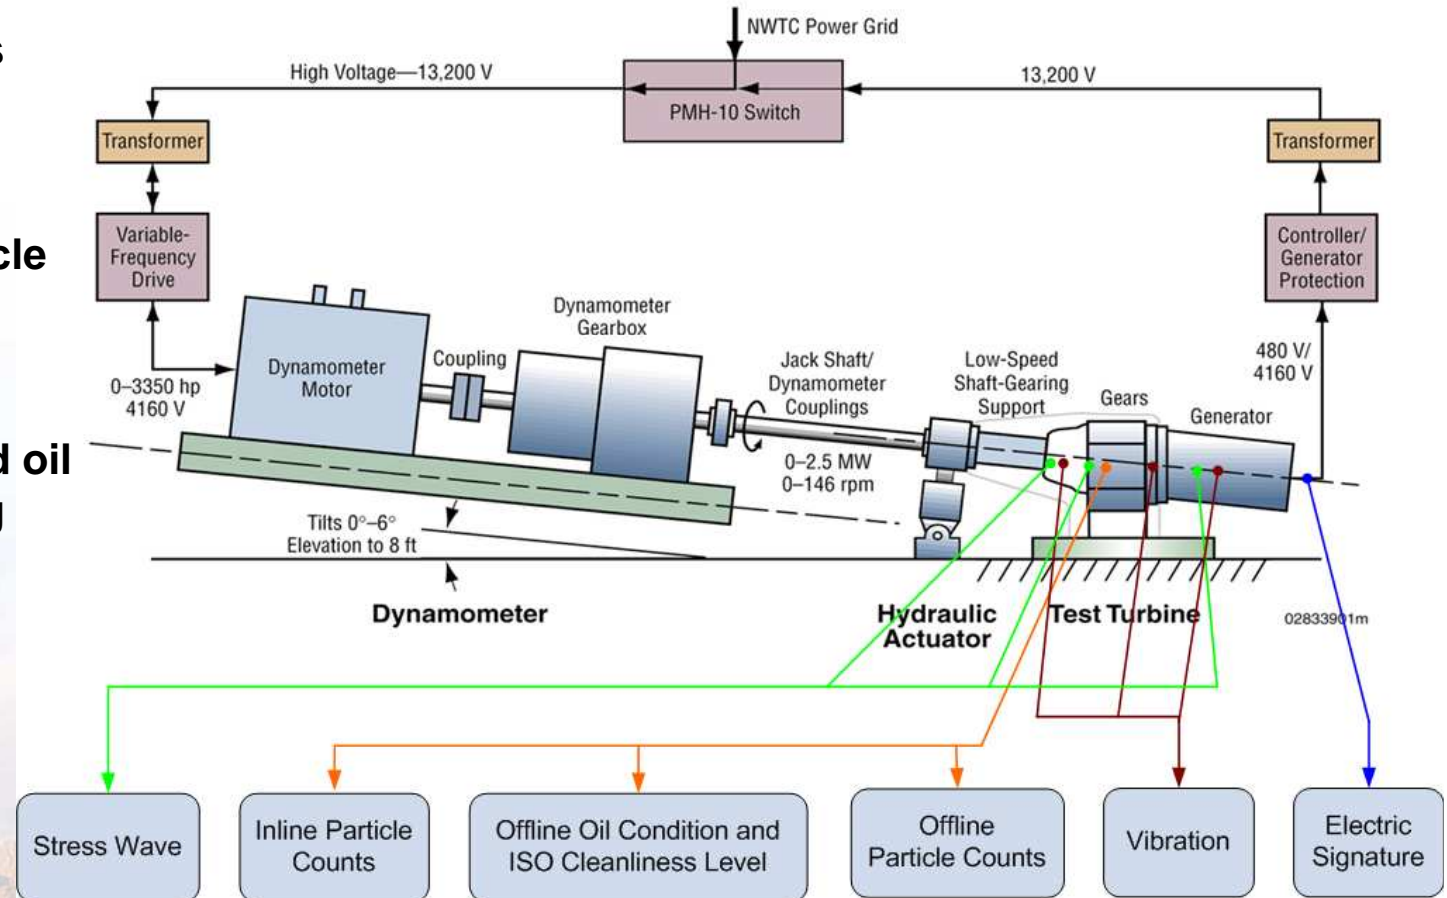 s
cle
d oil
g
NWTC Power Grid
High Voltage—13,200 V
13,200 V
PMH-10 Switch
Transformer
Transformer
Variable-
Frequency
Drive
Controller/
Generator
Protection
Dynamometer
Gearbox
Dynamometer
Motor
Coupling
Jack Shaft/
Dynamometer
Couplings
Low-Speed
Shaft-Gearing
Support
Gears
Generator
480 V/
4160 V
0–3350 hp
4160 V
0–2.5 MW
0–146 rpm
Tilts 0°–6°
Elevation to 8 ft
Dynamometer
Hydraulic
Actuator
Test Turbine
02833901m
Stress Wave
Inline Particle
Counts
Offline Oil Condition and
ISO Cleanliness Level
Offline
Particle Counts
Vibration
Electric
Signature